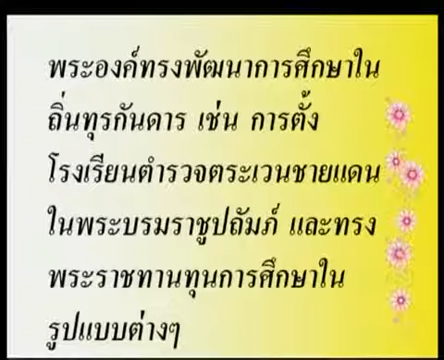 พระองค์ทรงพัฒนาการศึกษาใน
ถิ่นทุรกันดาร เช่น การตั้ง
โรงเรียนตำรวจตระเวนชายแดน
ในพระบรมราชูปถัมภ์ และทรง
พระราชทานทุนการศึกษาใน
รูปแบบต่างๆ